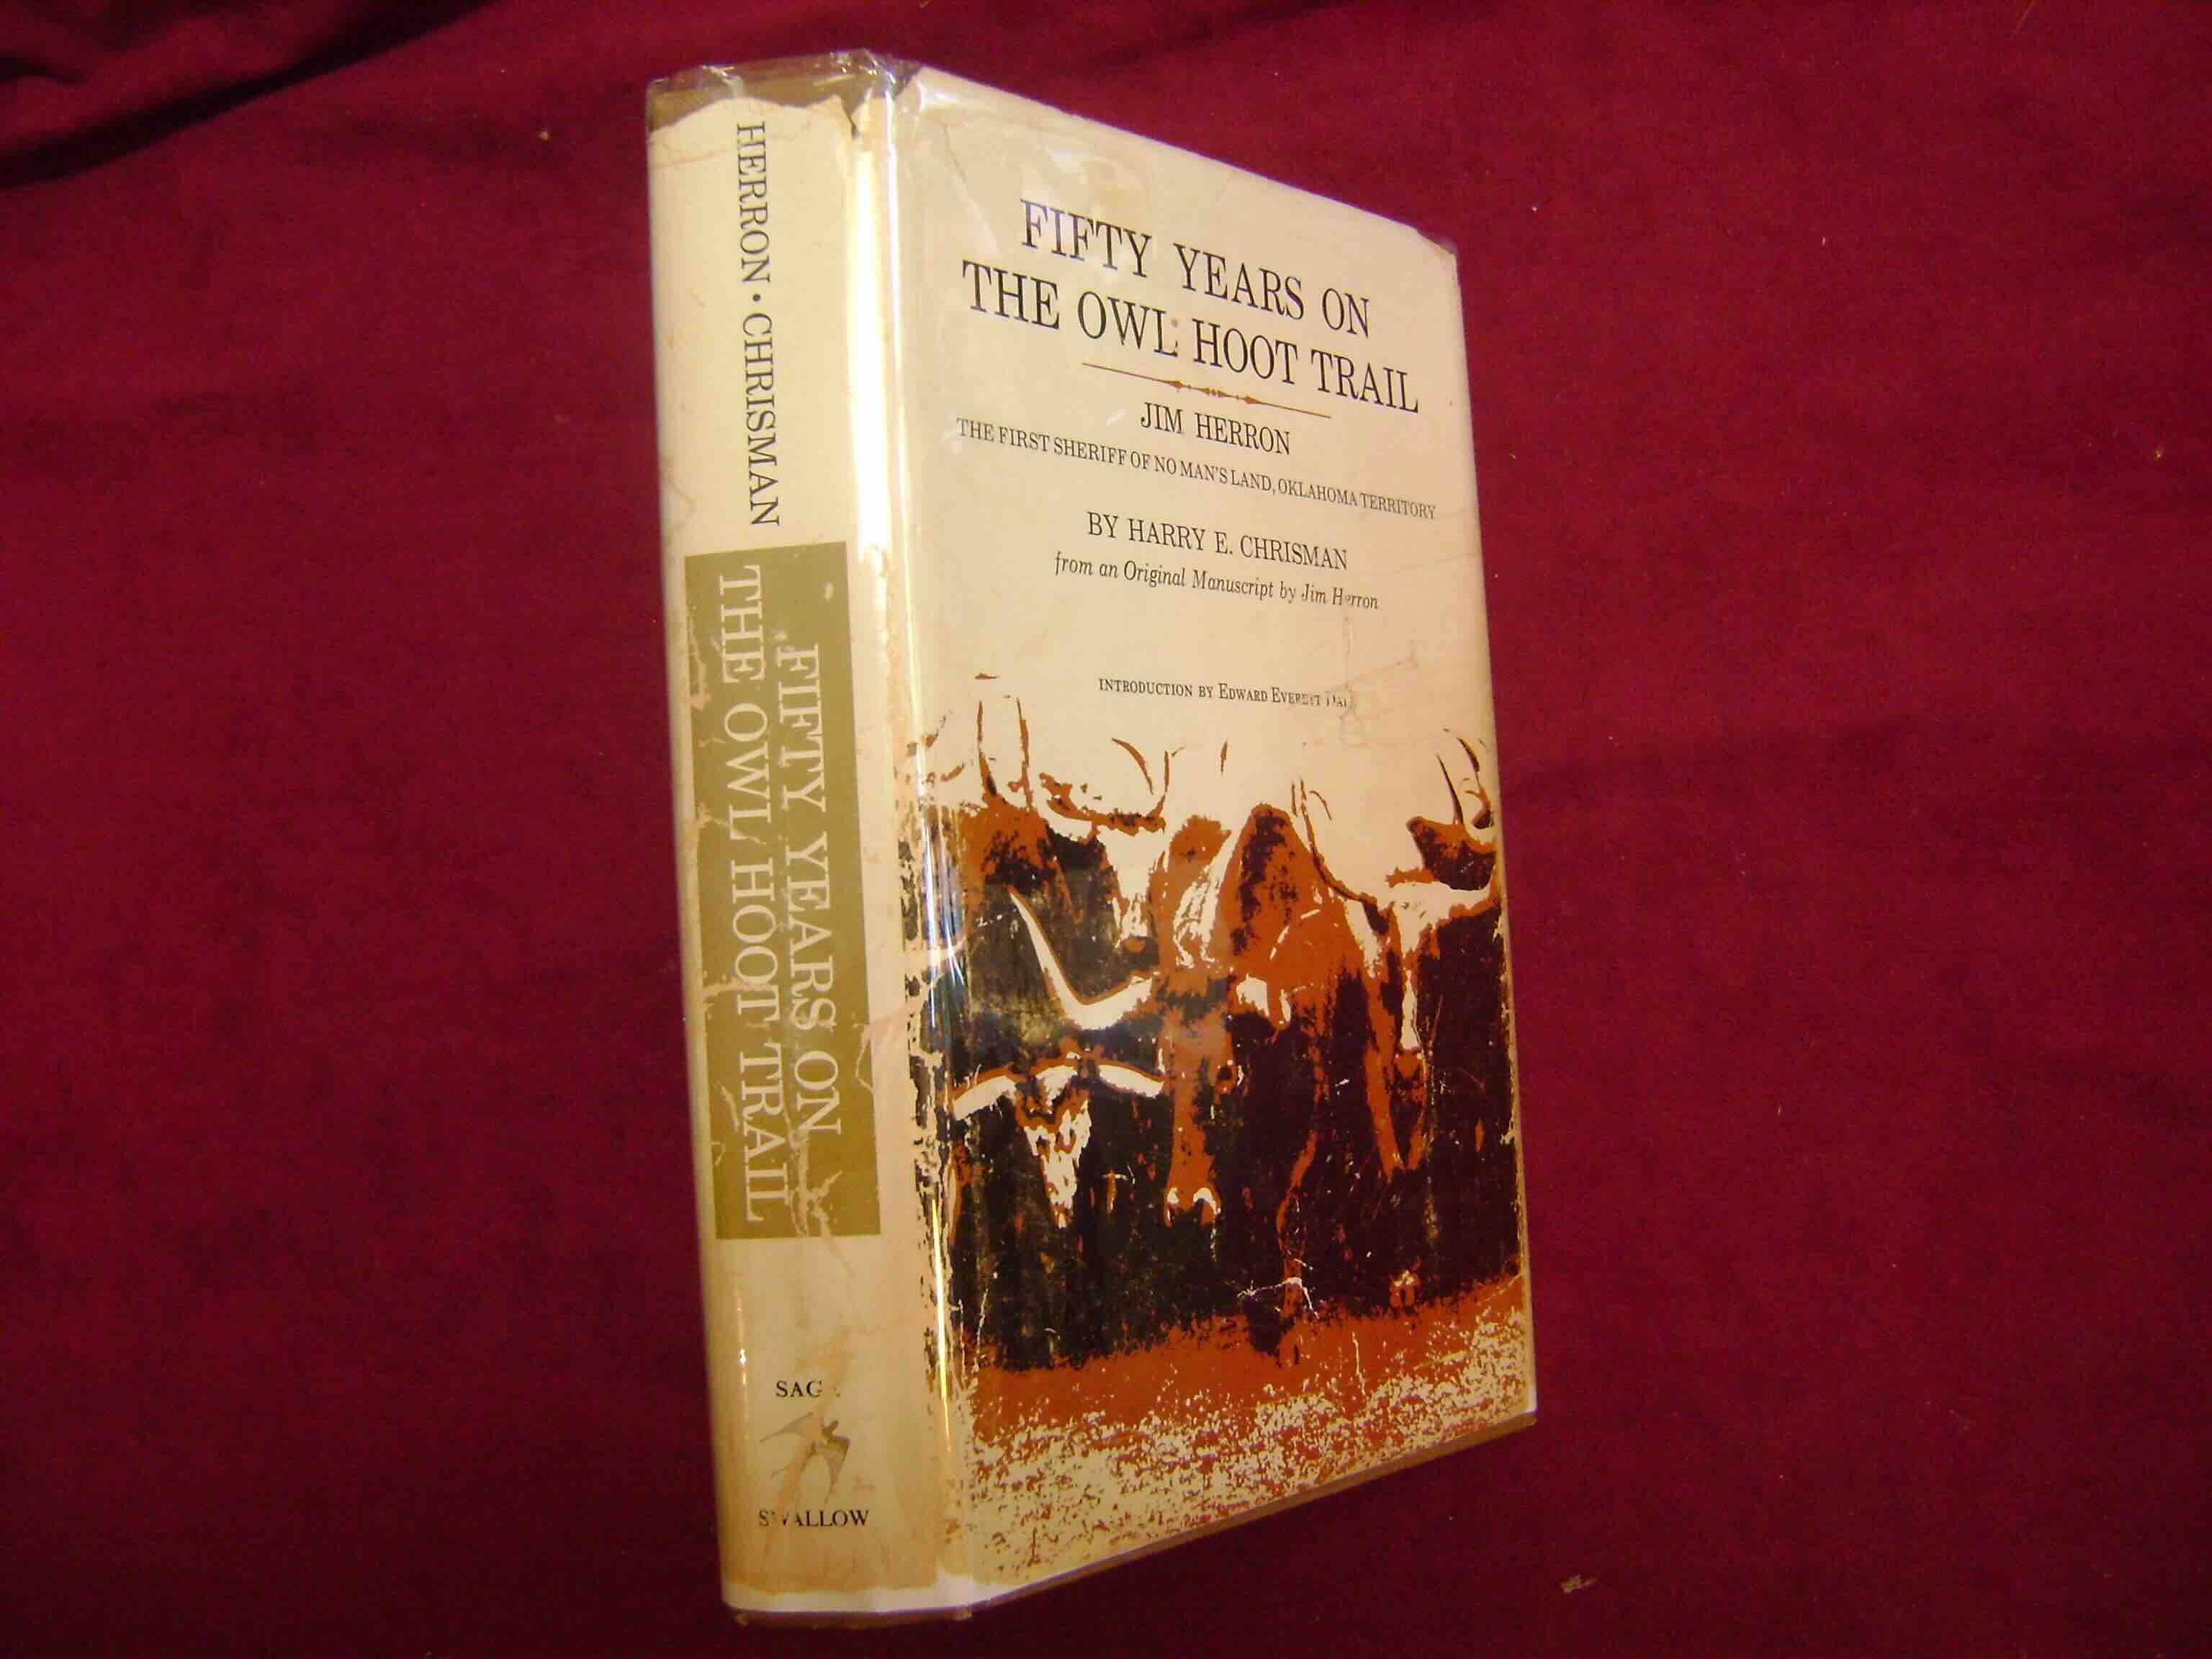 HERRON · CHRISMAN
FIFTY YEARS ON
THE OWL HOOT TRAIL
SWALLOW
FIFTY YEARS ON
THE OWL HOOT TRAIL
JIM HERRON
THE FIRST SHERIFF OF NO MAN'S LAND, OKLAHOMA TERRITORY
BY HARRY E. CHRISMAN
from an Original Manuscript by Jim Herron
INTRODUCTION BY EDWARD EVERETT